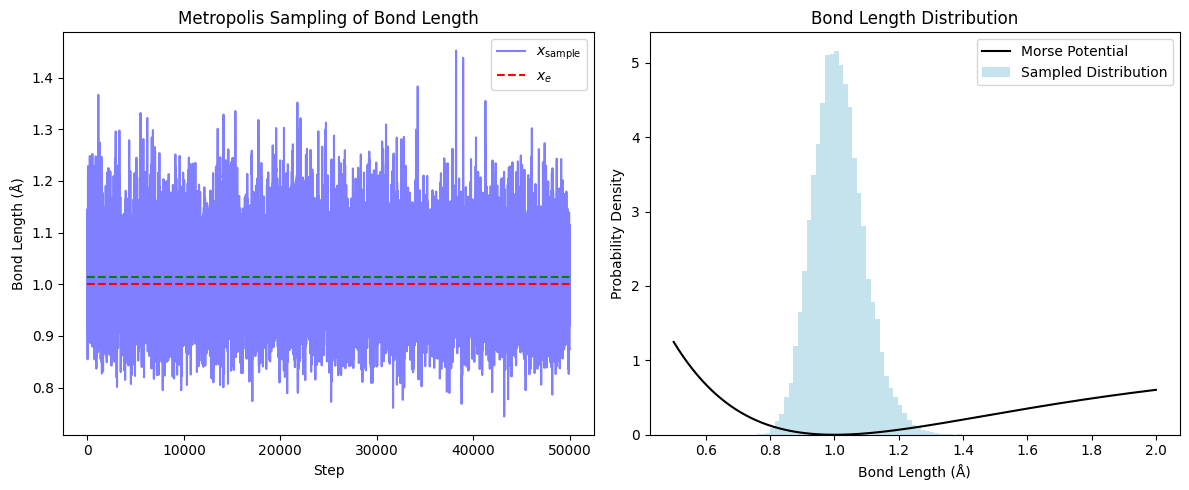 Metropolis Sampling of Bond Length
x_sample
x_e
1.4
1.3
1.2
1.1
1.0
0.9
0.8
Bond Length (Å)
0 10000 20000 30000 40000 50000
Step
Bond Length Distribution
Morse Potential
Sampled Distribution
5
4
3
2
1
0
Probability Density
0.6 0.8 1.0 1.2 1.4 1.6 1.8 2.0
Bond Length (Å)